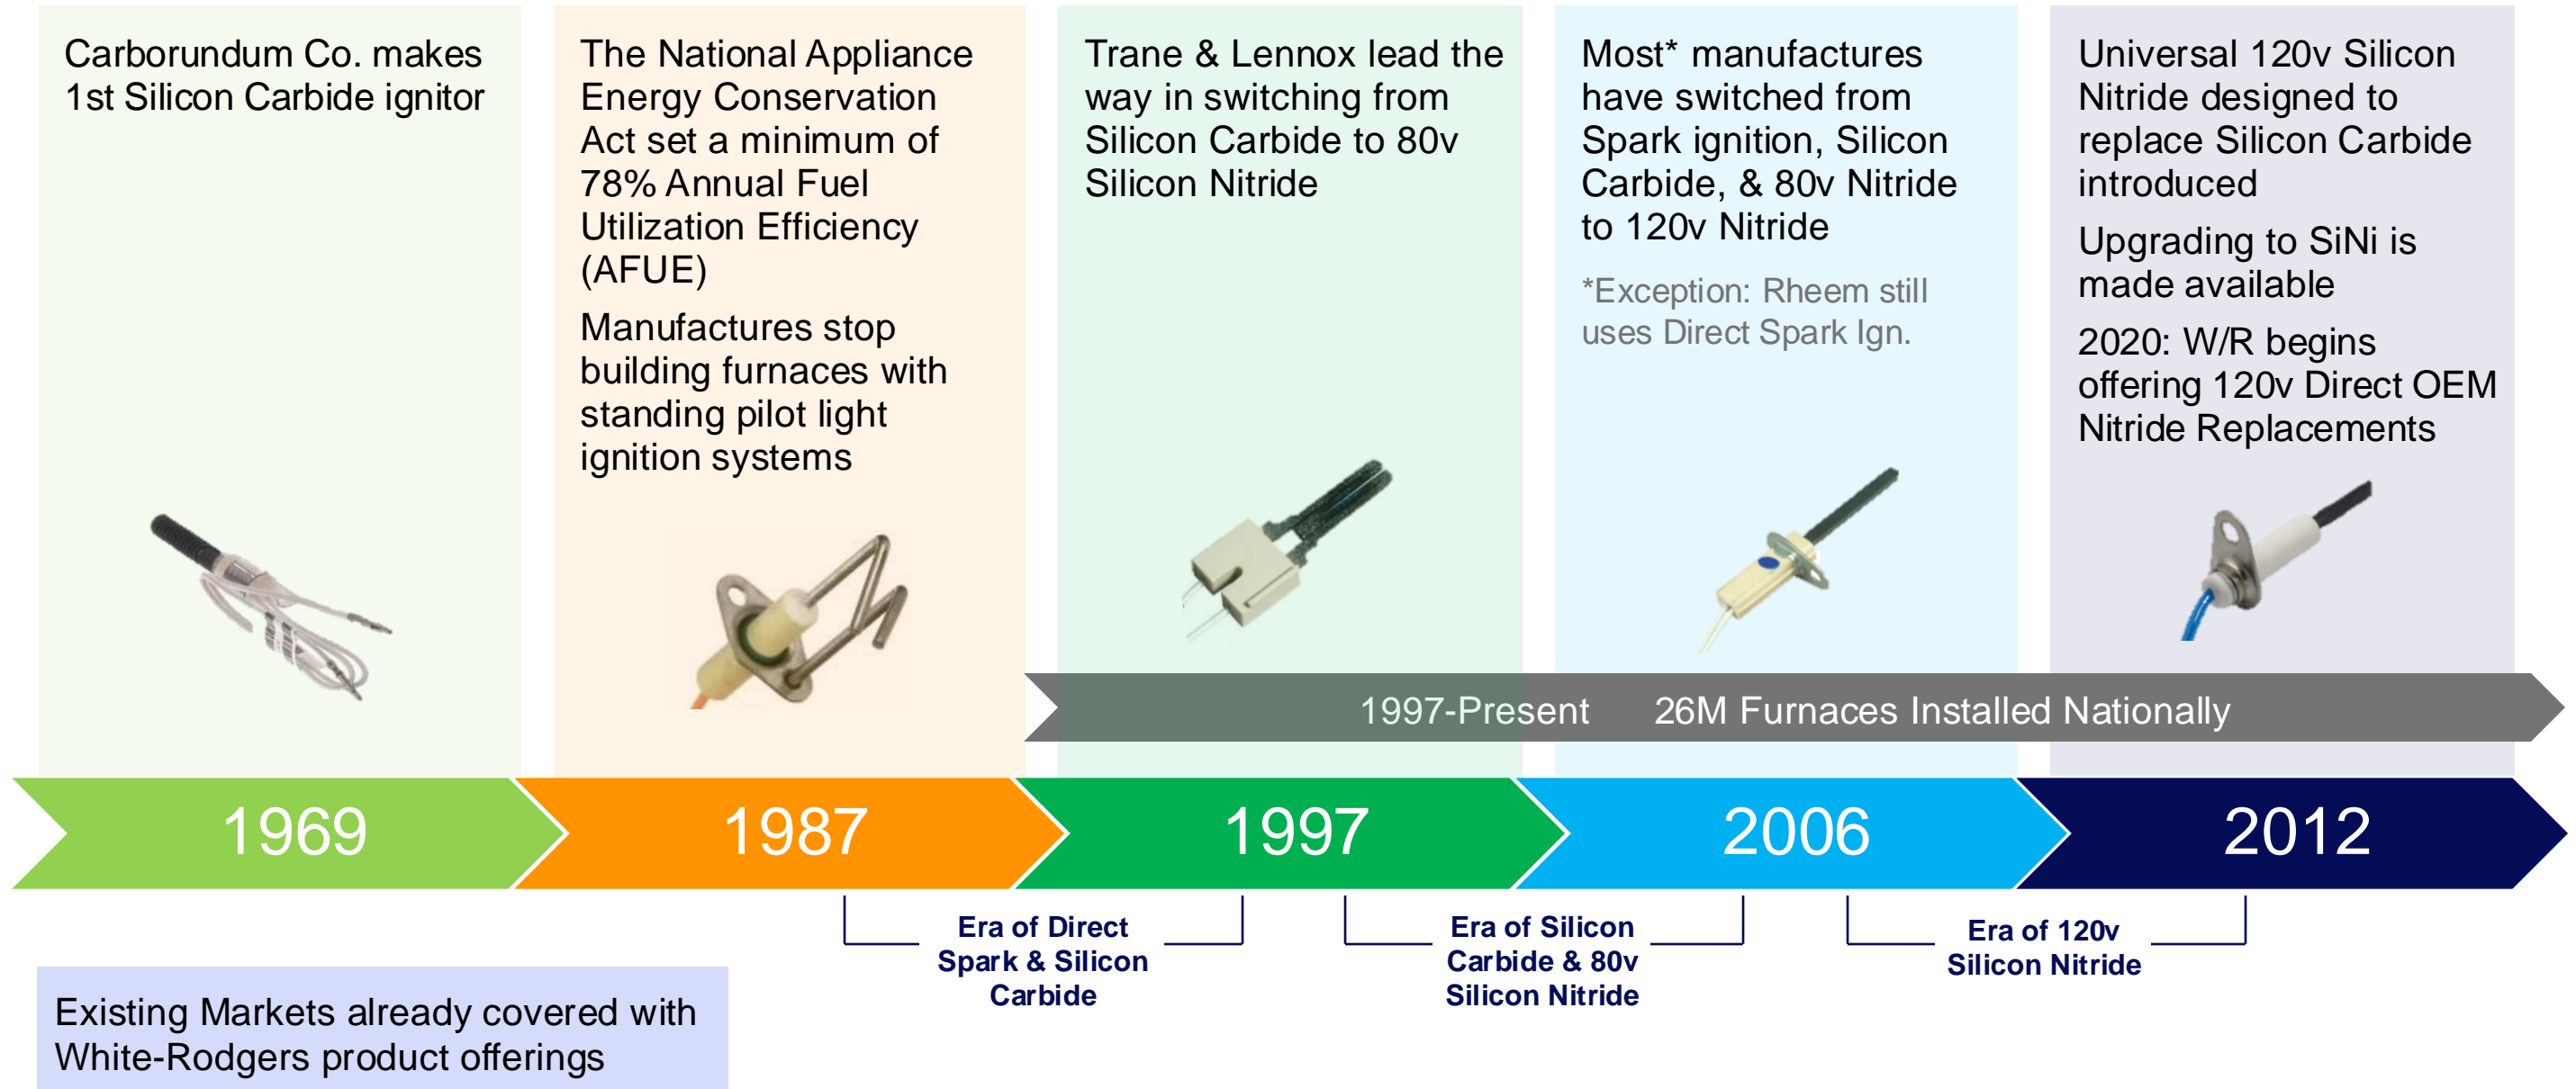 Carborundum Co. makes
1st Silicon Carbide ignitor
The National Appliance
Energy Conservation
Act set a minimum of
78% Annual Fuel
Utilization Efficiency
(AFUE)
Manufactures stop
building furnaces with
standing pilot light
ignition systems
Trane & Lennox lead the
way in switching from
Silicon Carbide to 80v
Silicon Nitride
Most* manufactures
have switched from
Spark ignition, Silicon
Carbide, & 80v Nitride
to 120v Nitride
*Exception: Rheem still
uses Direct Spark Ign.
Universal 120v Silicon
Nitride designed to
replace Silicon Carbide
introduced
Upgrading to SiNi is
made available
2020: W/R begins
offering 120v Direct OEM
Nitride Replacements
1997-Present 26M Furnaces Installed Nationally
1969
1987
1997
2006
2012
Era of Direct
Spark & Silicon
Carbide
Era of Silicon
Carbide & 80v
Silicon Nitride
Era of 120v
Silicon Nitride
Existing Markets already covered with
White-Rodgers product offerings